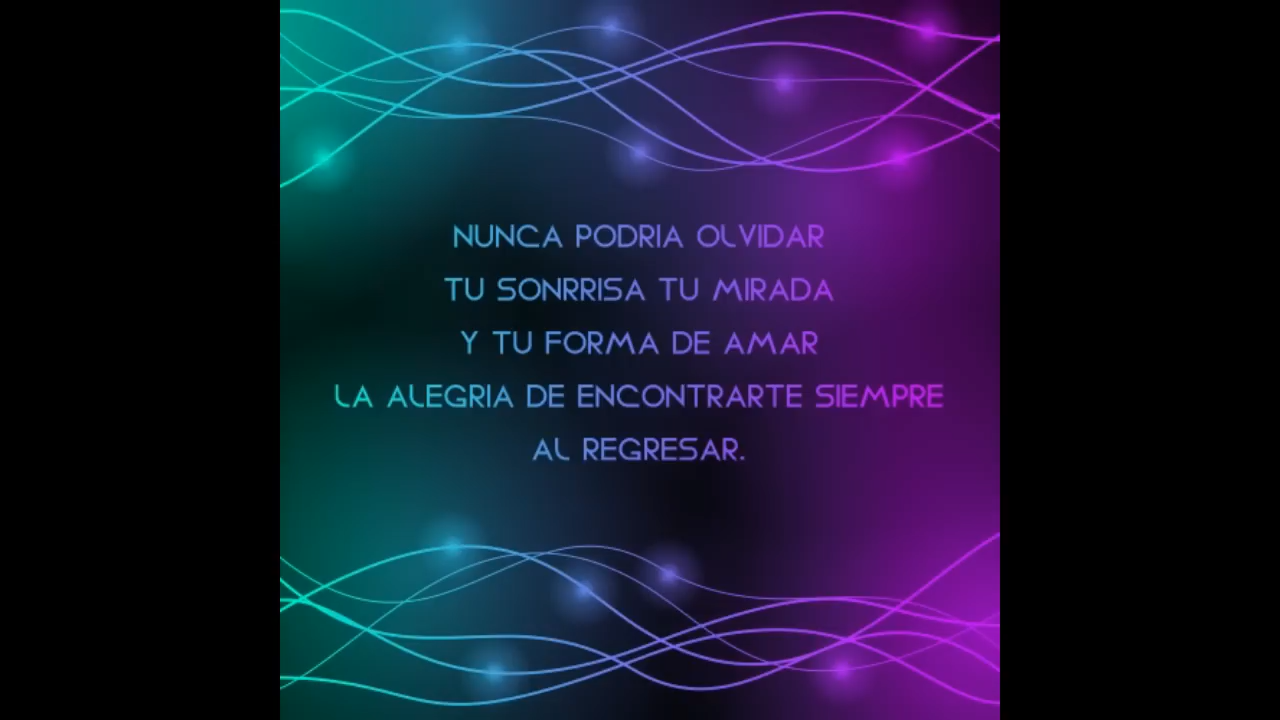 NUNCA PODRIA OLVIDAR
TU SONRRISA TU MIRADA
Y TU FORMA DE AMAR
LA ALEGRIA DE ENCONTRARTE SIEMPRE
AL REGRESAR.